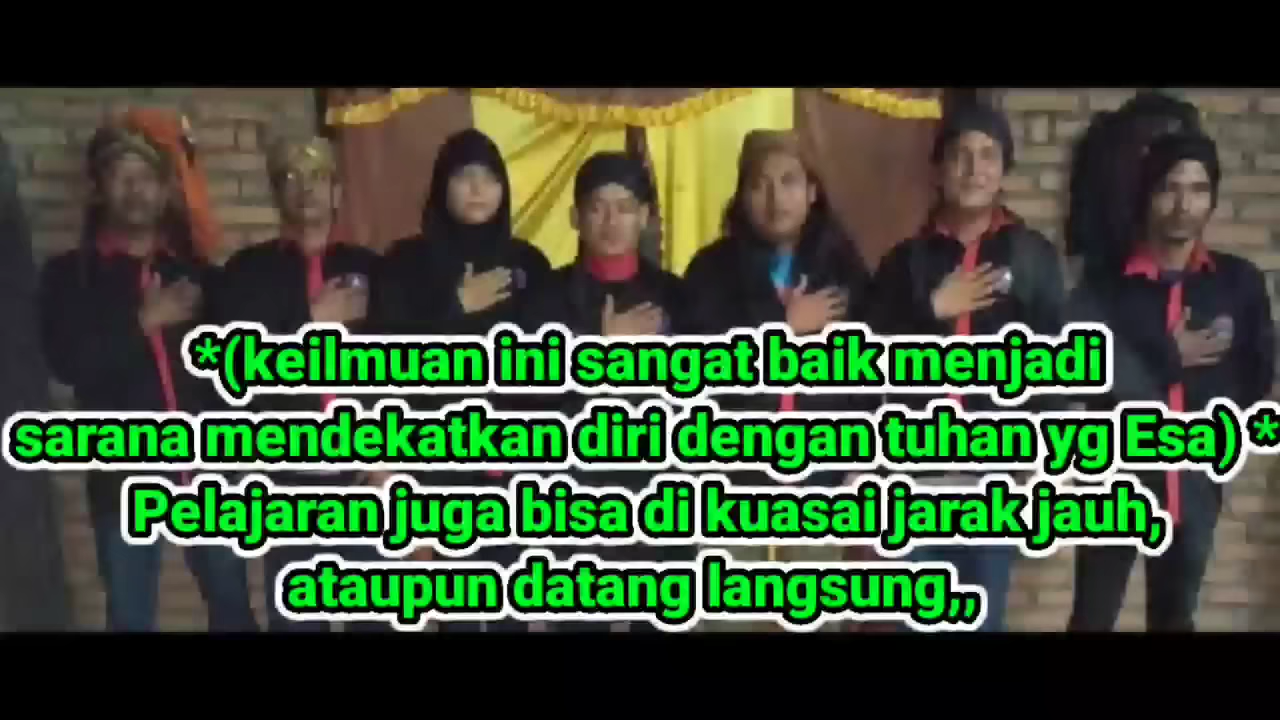 *(keilmuan ini sangat baik menjadi
sarana mendekatkan diri dengan tuhan yg Esa) *
Pelajaran juga bisa di kuasai jarak jauh,
ataupun datang langsung,,